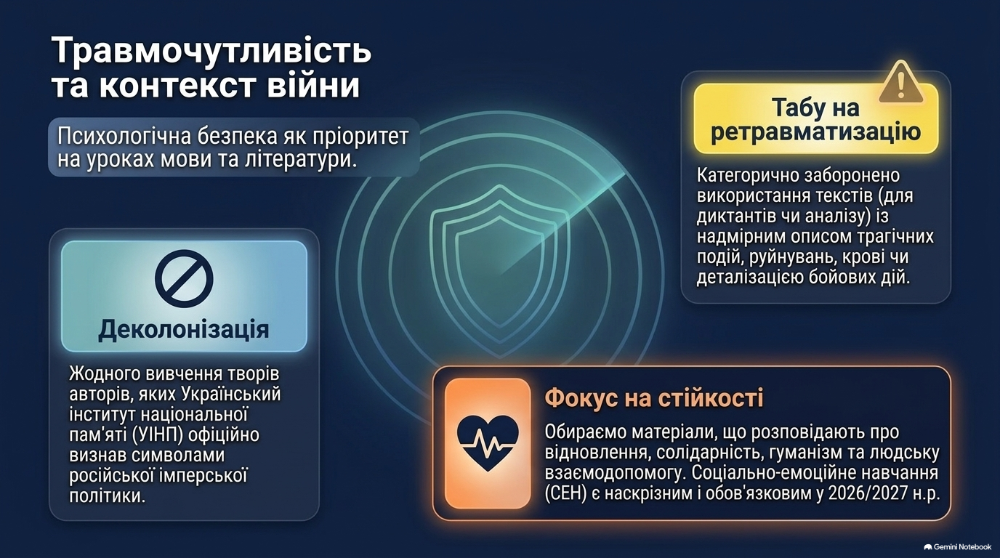 Травмочутливість
та контекст війни
Психологічна безпека як пріоритет
на уроках мови та літератури.
Табу на
ретравматизацію
Категорично заборонено
використання текстів (для
диктантів чи аналізу) із
надмірним описом трагічних
подій, руйнувань, крові чи
деталізацією бойових дій.
Деколонізація
Жодного вивчення творів
авторів, яких Український
інститут національної
пам'яті (УІНП) офіційно
визнав символами
російської імперської
політики.
Фокус на стійкості
Обираємо матеріали, що розповідають про
відновлення, солідарність, гуманізм та людську
взаємодопомогу. Соціально-емоційне навчання
(СЕН) є наскрізним і обов'язковим у 2026/2027 н.р.
Gemini Notebook